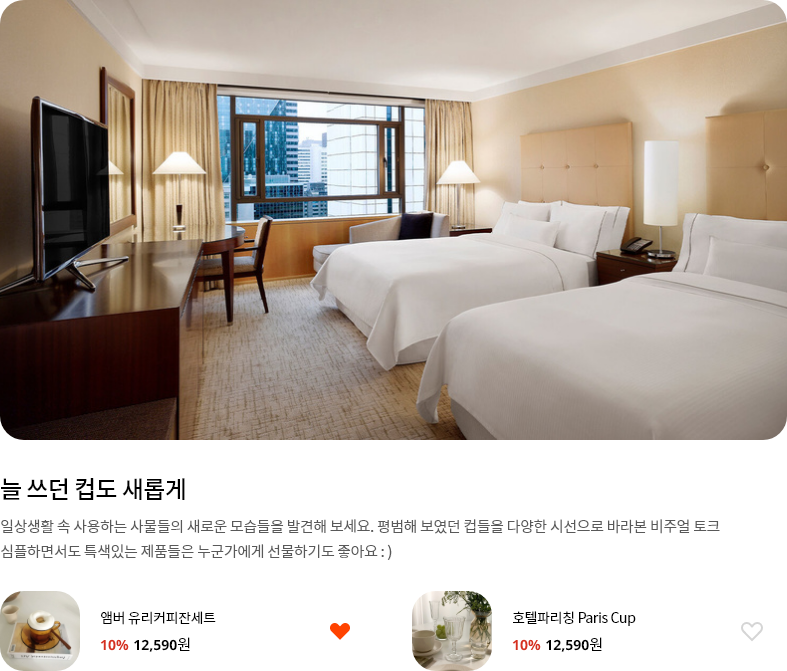 늘 쓰던 컵도 새롭게
일상생활 속 사용하는 사물들의 새로운 모습들을 발견해 보세요. 평범해 보였던 컵들을 다양한 시선으로 바라본 비주얼 토크
심플하면서도 특색있는 제품들은 누군가에게 선물하기도 좋아요 : )
앰버 유리커피잔세트
10% 12,590원
호텔파리칭 Paris Cup
10% 12,590원